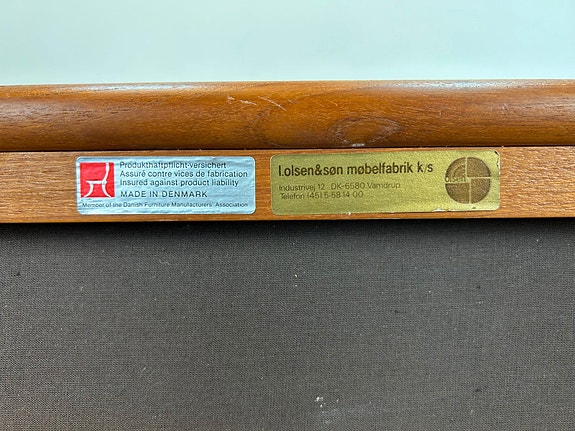 Produkthaftpflicht-versichert
Assuré contre vices de fabrication
Insured against product liability
MADE IN DENMARK
Member of the Danish Furniture Manufacturers' Association
l.olsen&søn møbelfabrik k/s
Industrivej 12 DK-6580 Vamdrup
Telefon (45) 5-58 14 00